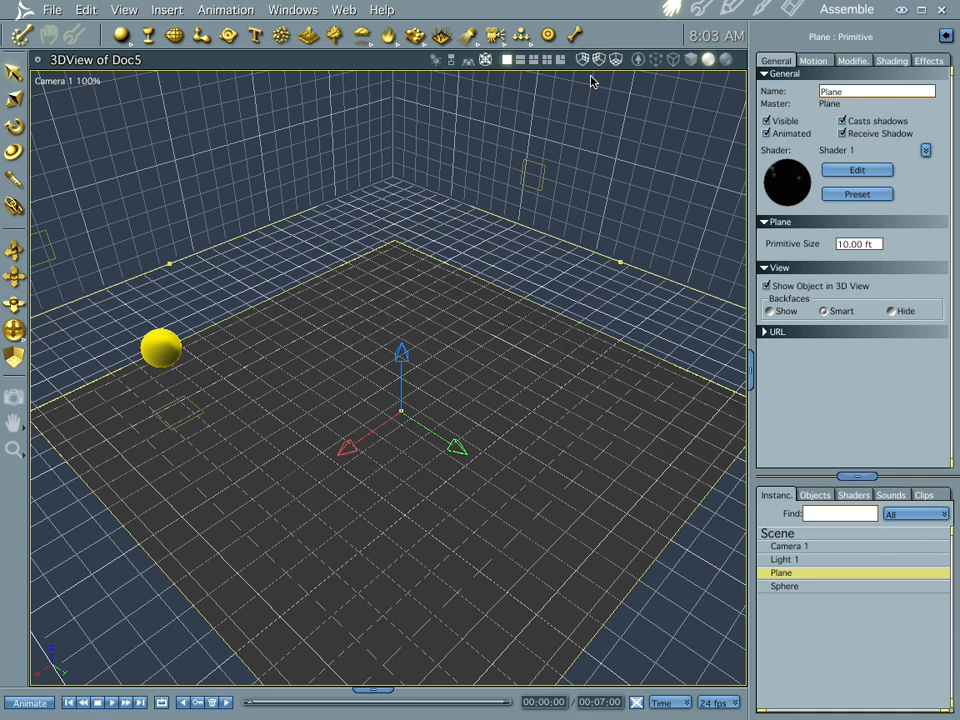 File Edit View Insert Animation Windows Web Help Assemble
8:03 AM
3DView of Doc5
Camera 1 100%
Plane : Primitive
General Motion Modifie. Shading Effects
General
Name: Plane
Master: Plane
Visible Casts shadows
Animated Receive Shadow
Shader: Shader 1
Edit
Preset
Plane
Primitive Size 10.00 ft
View
Show Object in 3D View
Backfaces
Show Smart Hide
URL
Instanc. Objects Shaders Sounds Clips
Find: All
Scene
Camera 1
Light 1
Plane
Sphere
Animate 00:00:00 / 00:07:00 Time 24 fps